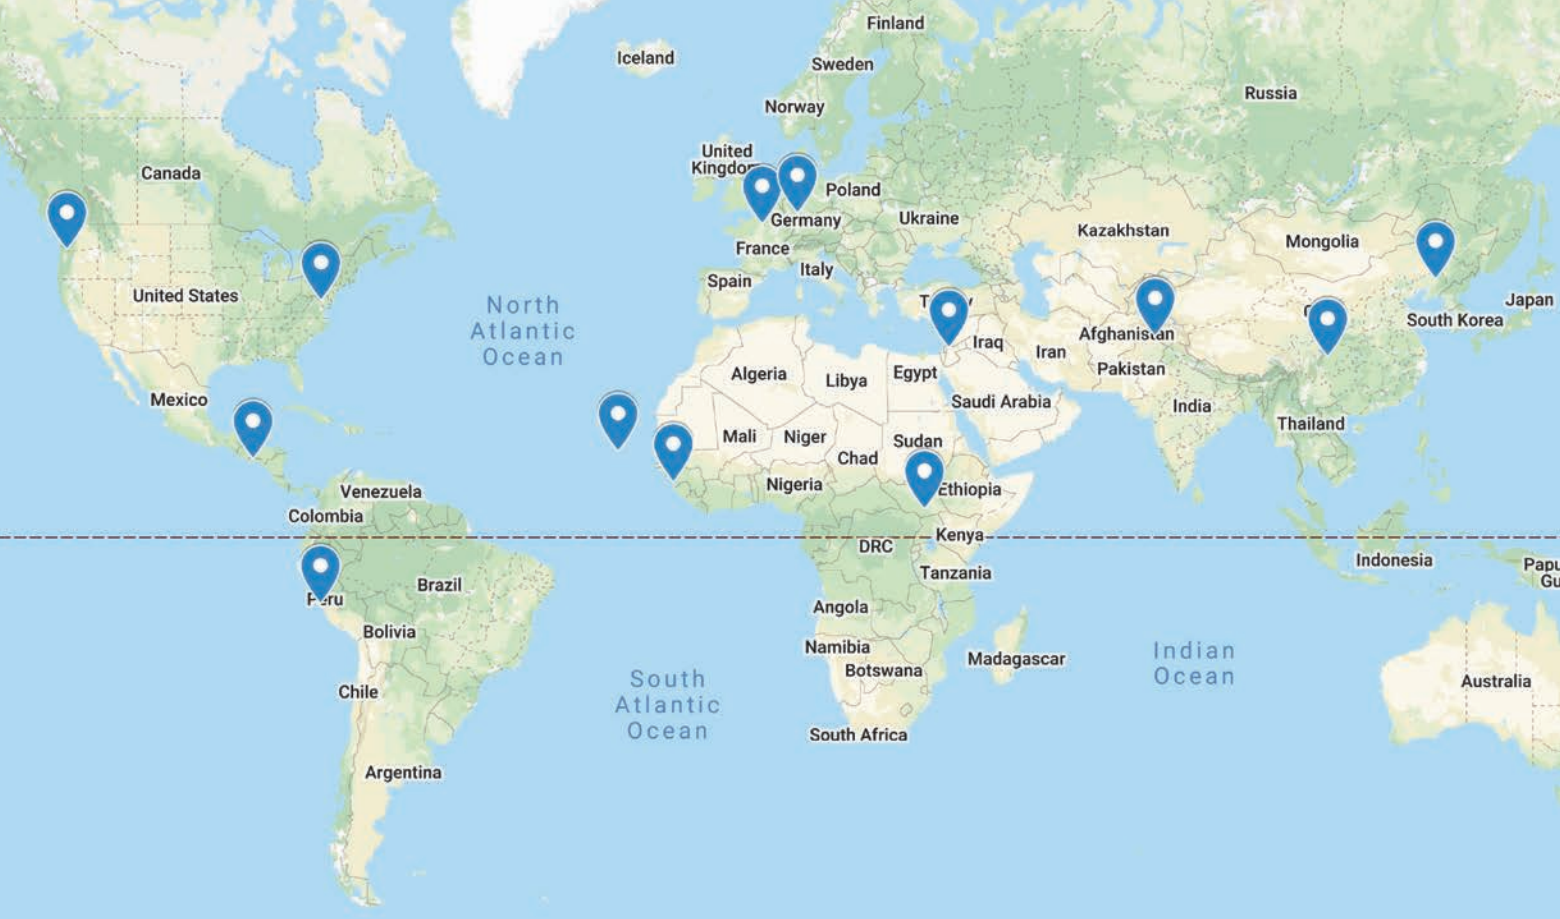 Finland
Iceland
Sweden
Russia
Norway
United
Kingdom
Canada
Poland
Germany
Ukraine
Kazakhstan
Mongolia
France
Italy
Spain
United States
North
Atlantic
Ocean
Japan
South Korea
Afghanistan
Iraq
Iran
Pakistan
Algeria
Libya
Egypt
Saudi Arabia
India
Mexico
Thailand
Mali
Niger
Sudan
Chad
Nigeria
Ethiopia
Venezuela
Colombia
Kenya
DRC
Indonesia
Tanzania
Peru
Brazil
Angola
Bolivia
Namibia
Botswana
Madagascar
Indian
Ocean
South
Atlantic
Ocean
Chile
Australia
South Africa
Argentina